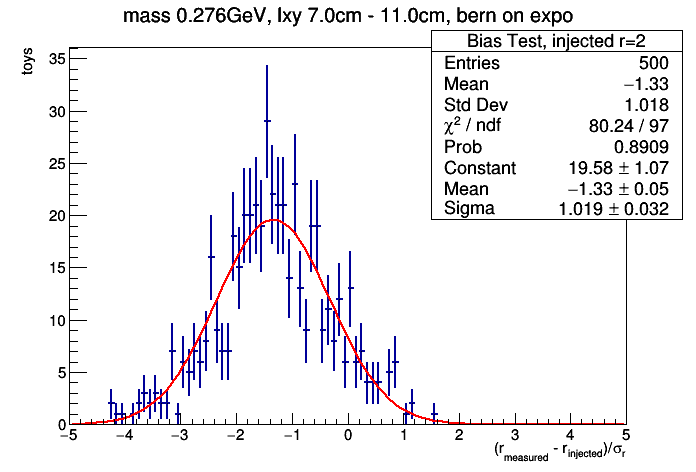 mass 0.276GeV, lxy 7.0cm - 11.0cm, bern on expo
Bias Test, injected r=2
Entries 500
Mean −1.33
Std Dev 1.018
χ² / ndf 80.24 / 97
Prob 0.8909
Constant 19.58 ± 1.07
Mean −1.33 ± 0.05
Sigma 1.019 ± 0.032
toys
35
30
25
20
15
10
5
0
−5 −4 −3 −2 −1 0 1 2 3 4 5
(r_measured - r_injected)/σ_r